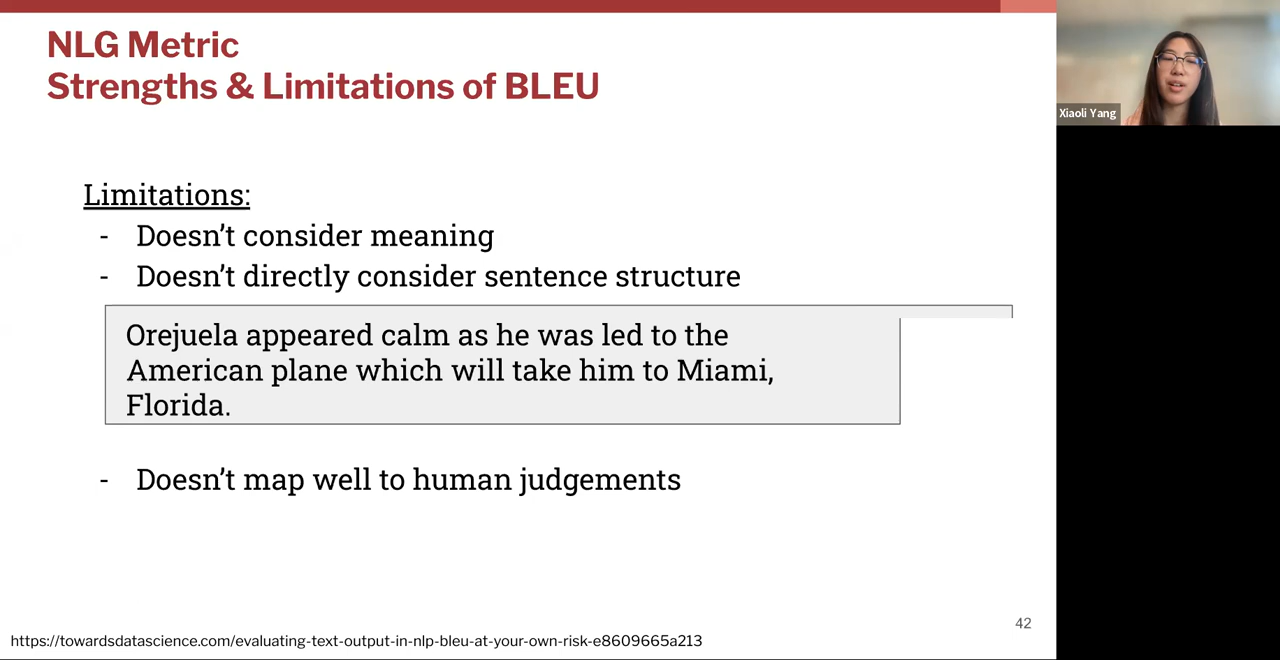 NLG Metric
Strengths & Limitations of BLEU
Xiaoli Yang
Limitations:
- Doesn’t consider meaning
- Doesn’t directly consider sentence structure
Orejuela appeared calm as he was led to the
American plane which will take him to Miami,
Florida.
- Doesn’t map well to human judgements
42
https://towardsdatascience.com/evaluating-text-output-in-nlp-bleu-at-your-own-risk-e8609665a213